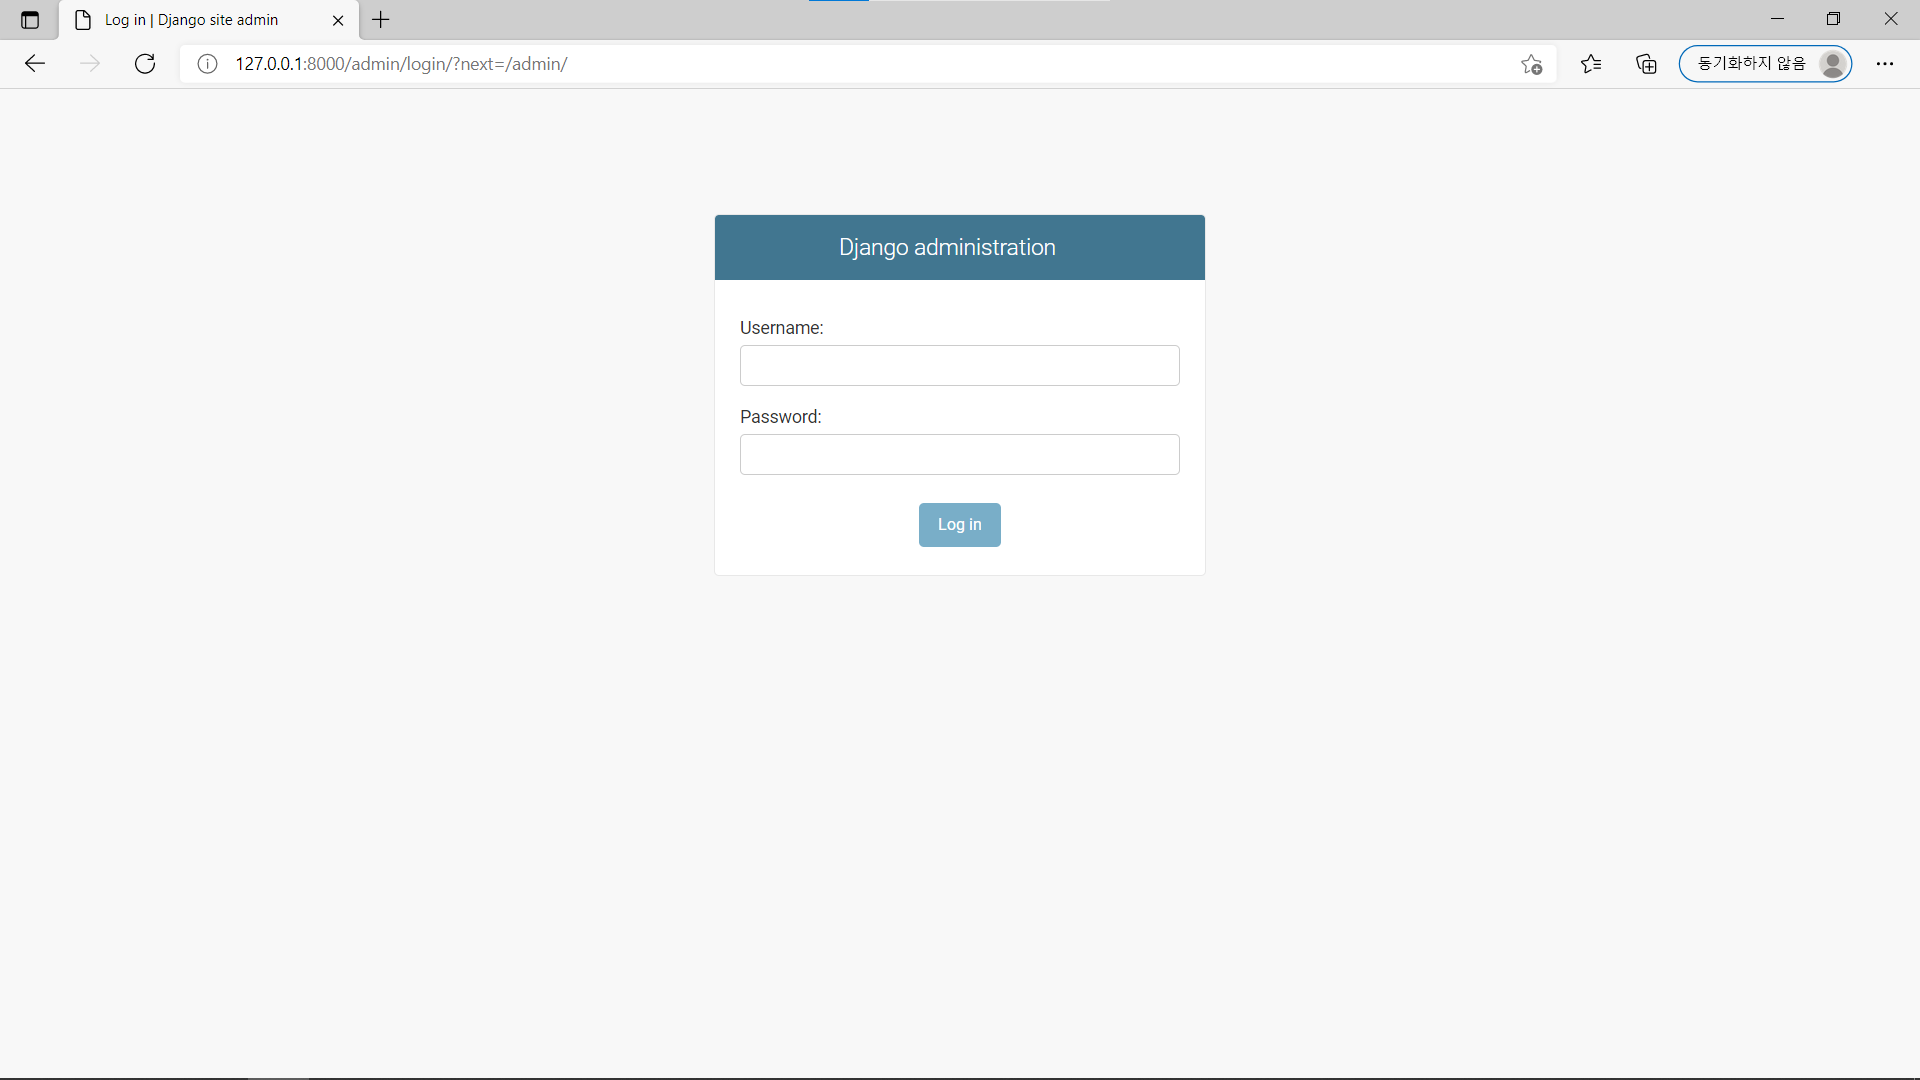 Log in | Django site admin
127.0.0.1:8000/admin/login/?next=/admin/
동기화하지 않음
Django administration
Username:
Password:
Log in